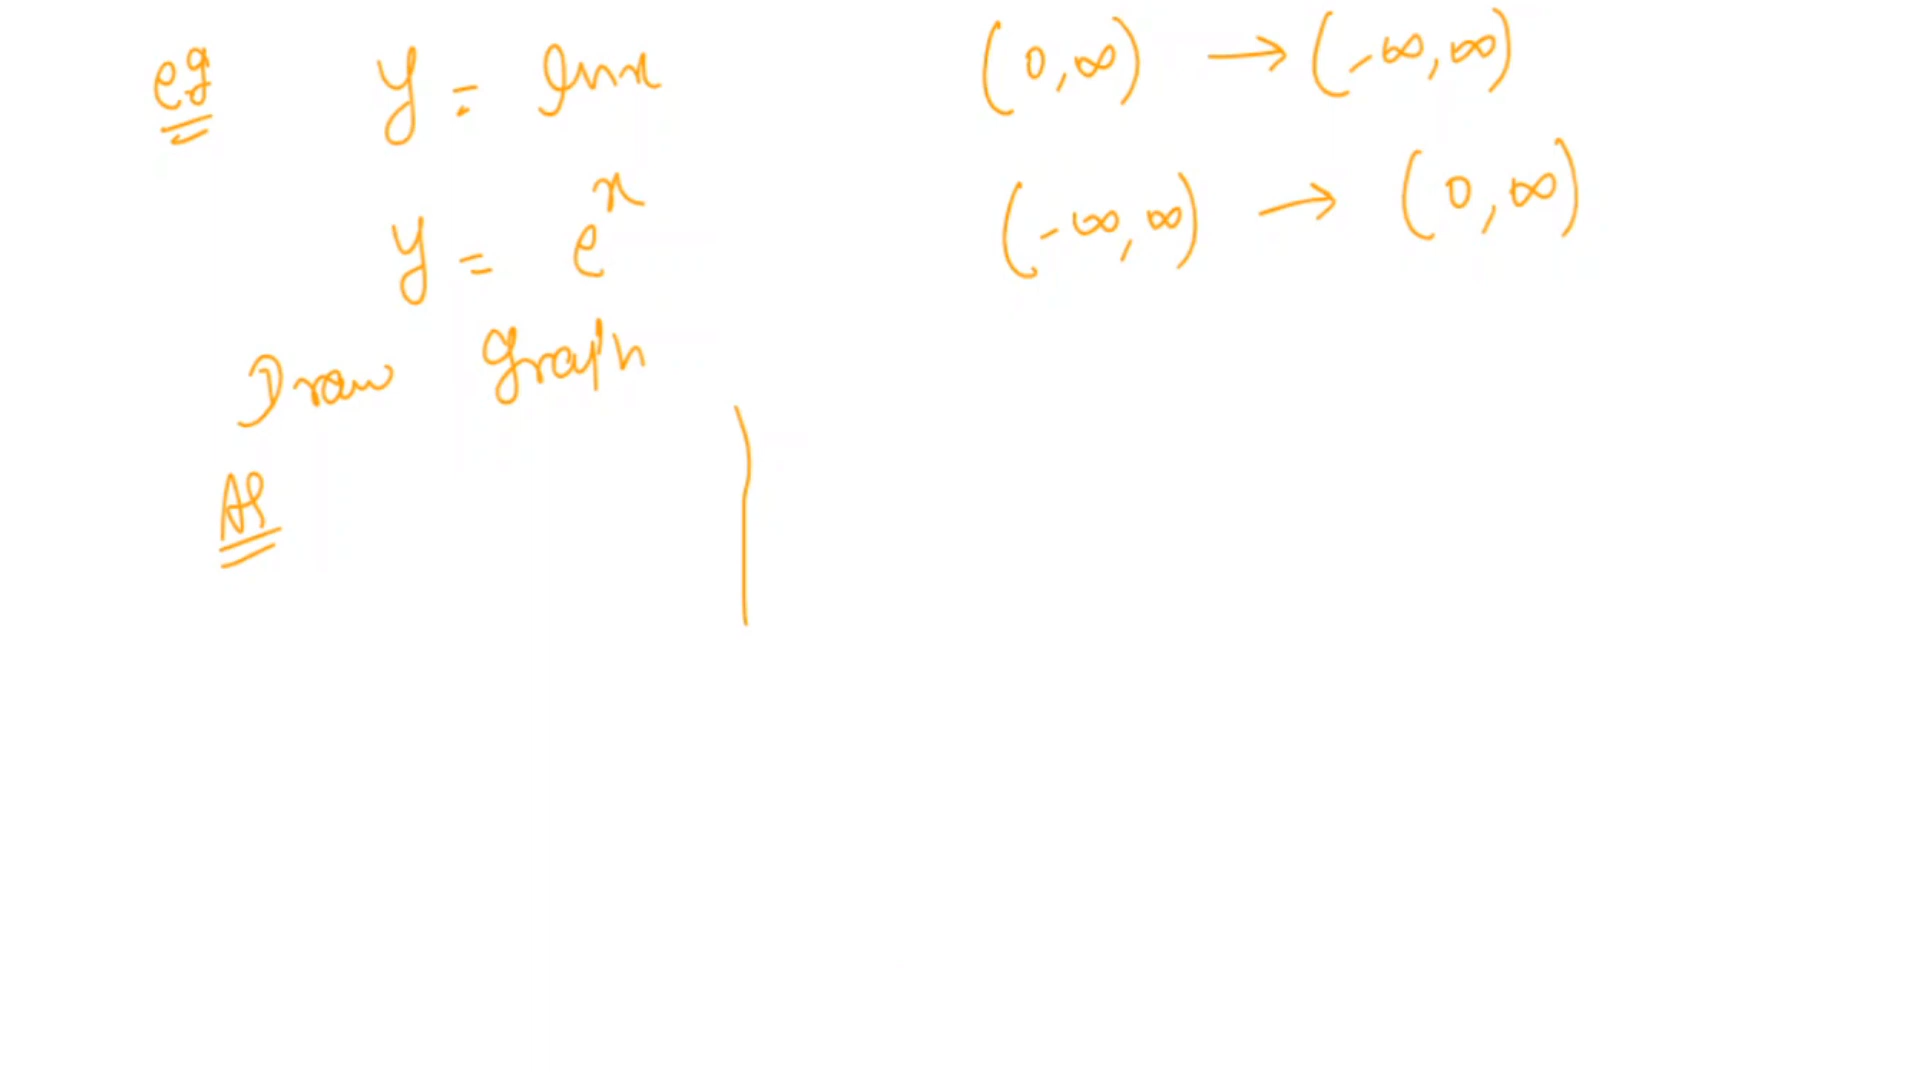 eg y = lnx (0,∞) → (-∞,∞)
y = e^x (-∞,∞) → (0,∞)
Draw graph